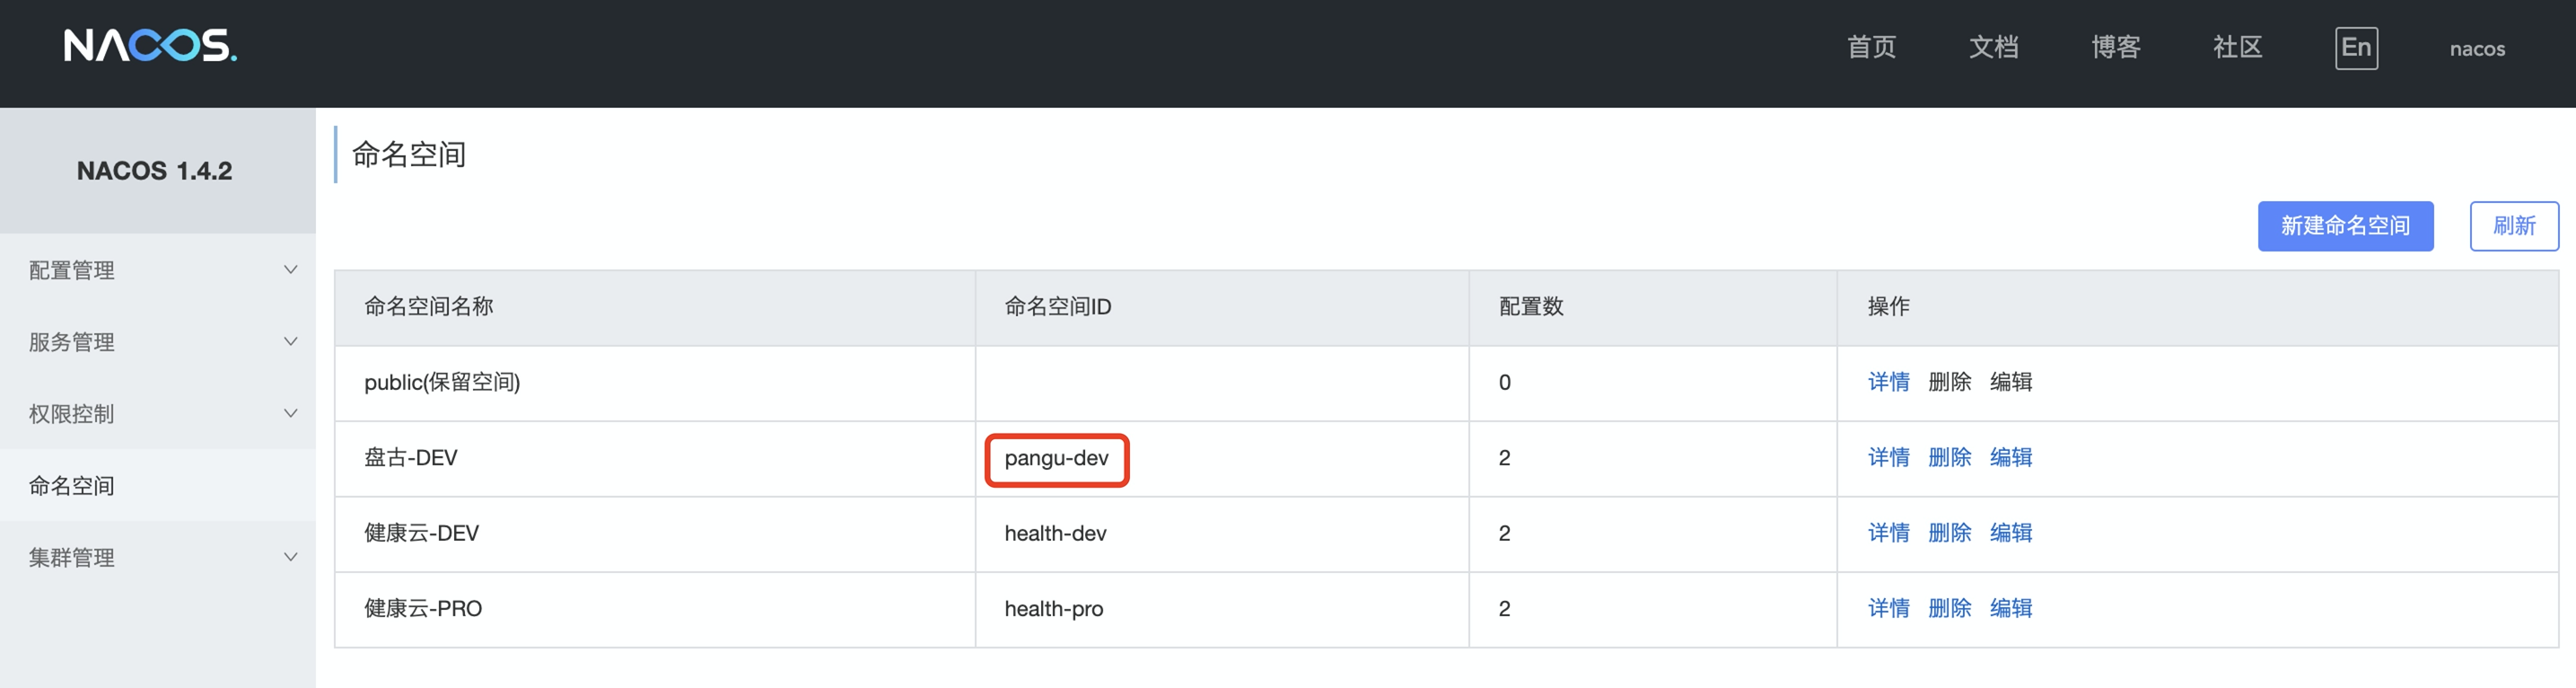 NACOS.
首页 文档 博客 社区 En nacos
NACOS 1.4.2
配置管理
服务管理
权限控制
命名空间
集群管理
命名空间
新建命名空间 刷新
命名空间名称 命名空间ID 配置数 操作
public(保留空间) 0 详情 删除 编辑
盘古-DEV pangu-dev 2 详情 删除 编辑
健康云-DEV health-dev 2 详情 删除 编辑
健康云-PRO health-pro 2 详情 删除 编辑